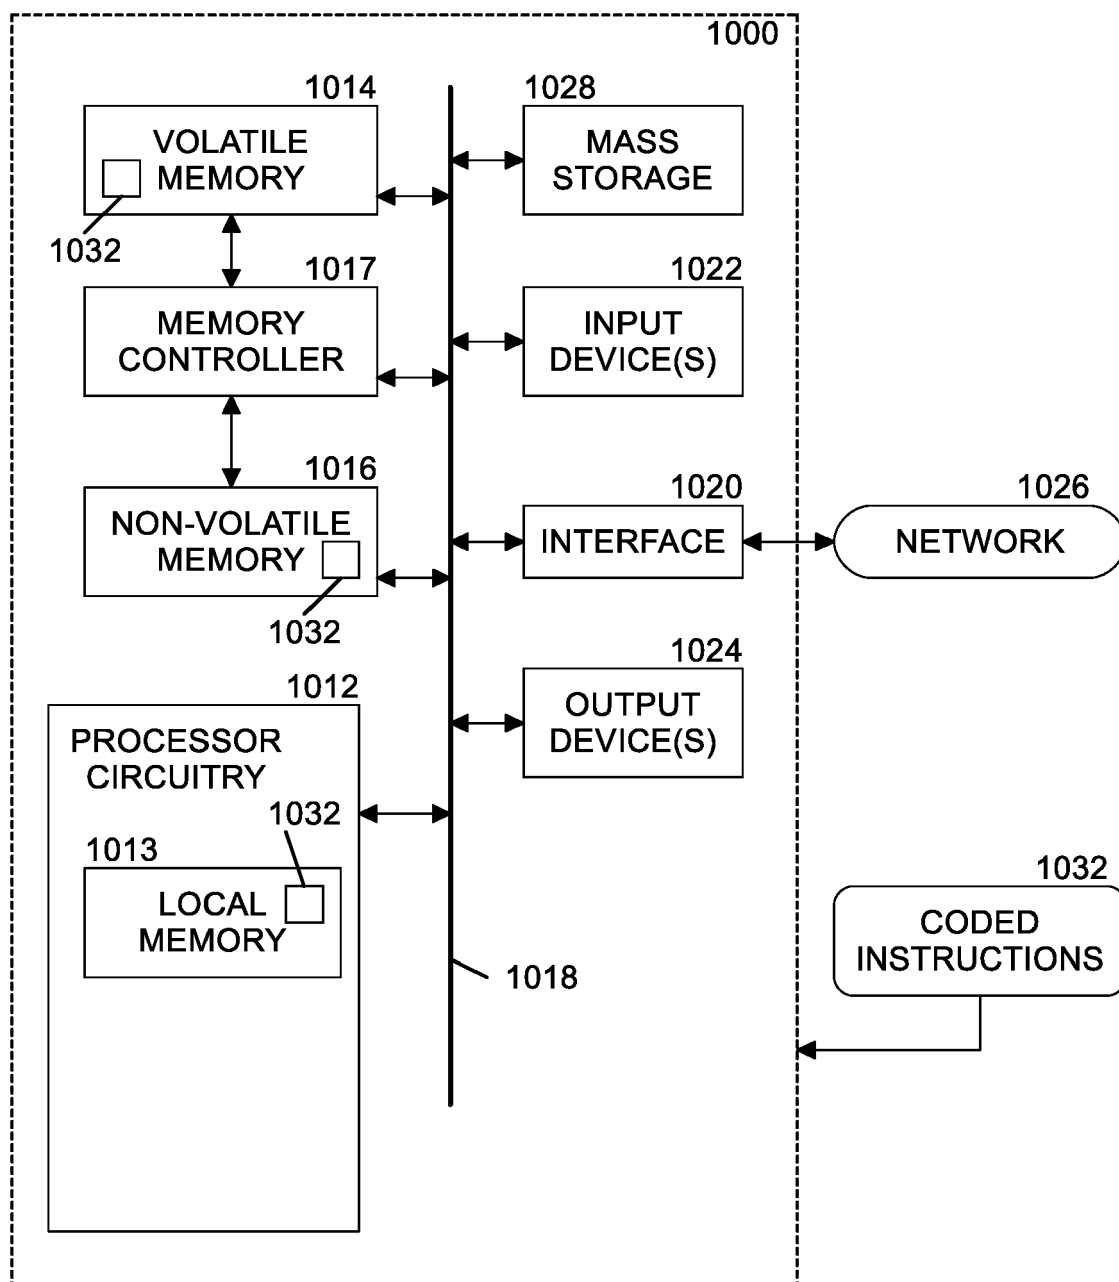 1000
1014
VOLATILE
MEMORY
1032
1028
MASS
STORAGE
1017
MEMORY
CONTROLLER
1022
INPUT
DEVICE(S)
1016
NON-VOLATILE
MEMORY
1032
1020
INTERFACE
1026
NETWORK
1024
OUTPUT
DEVICE(S)
1012
PROCESSOR
CIRCUITRY
1032
1013
LOCAL
MEMORY
1018
1032
CODED
INSTRUCTIONS